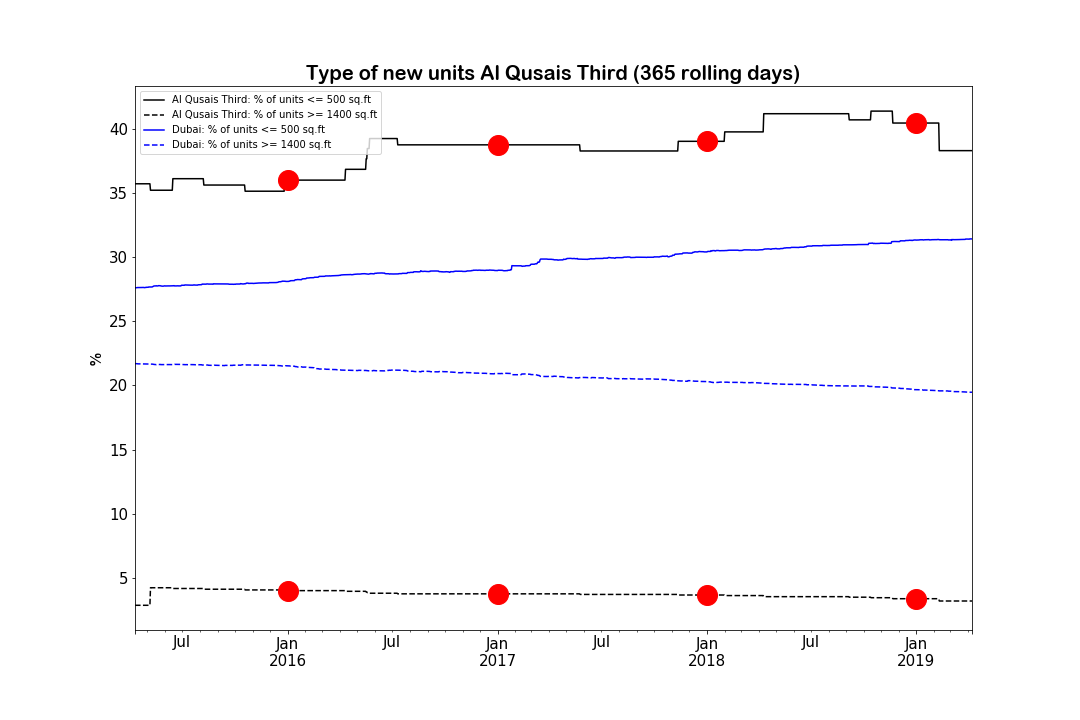 Type of new units Al Qusais Third (365 rolling days)
Al Qusais Third: % of units <= 500 sq.ft
Al Qusais Third: % of units >= 1400 sq.ft
Dubai: % of units <= 500 sq.ft
Dubai: % of units >= 1400 sq.ft
40
35
30
25
20
15
10
5
%
Jul Jan Jul Jan Jul Jan Jul Jan
2016 2017 2018 2019